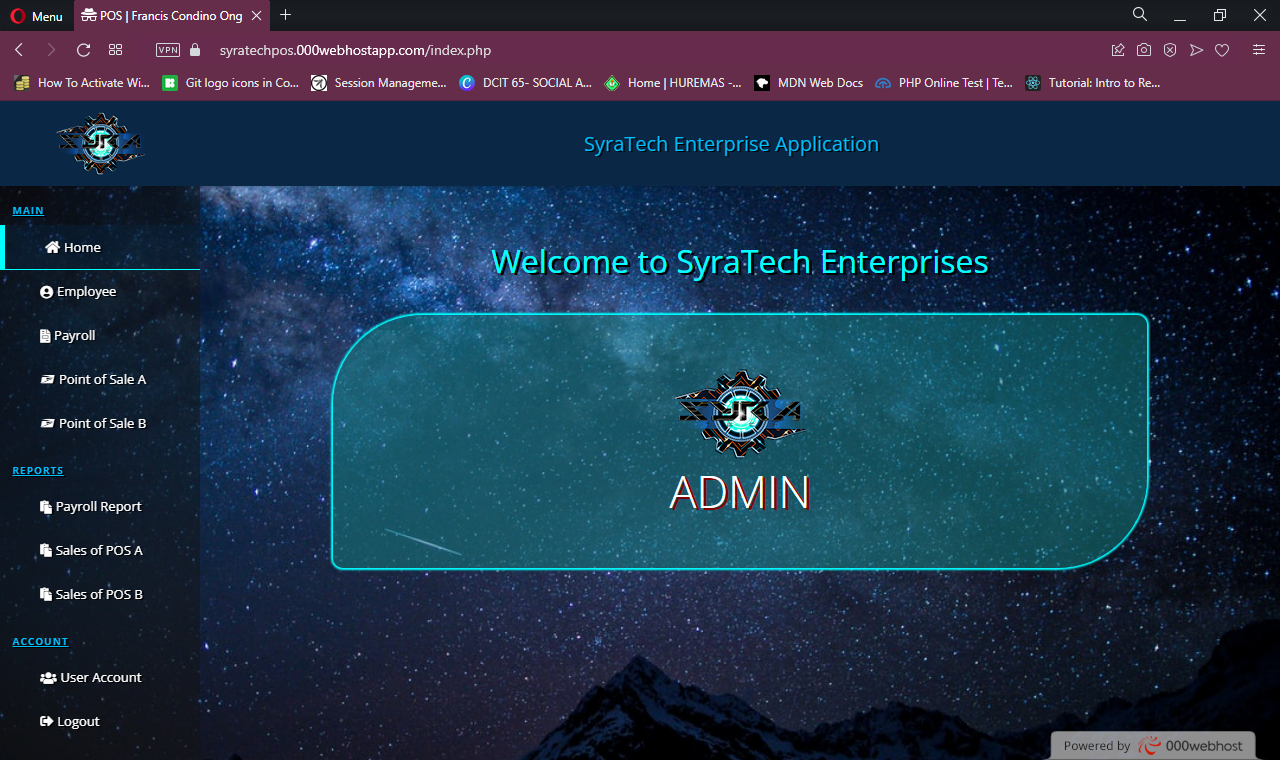 Menu
POS | Francis Condino Ong
VPN
syratechpos.000webhostapp.com/index.php
How To Activate Wi...
Git logo icons in Co...
Session Manageme...
DCIT 65- SOCIAL A...
Home | HUREMAS -...
MDN Web Docs
PHP Online Test | Te...
Tutorial: Intro to Re...
SyraTech Enterprise Application
MAIN
Home
Employee
Payroll
Point of Sale A
Point of Sale B
REPORTS
Payroll Report
Sales of POS A
Sales of POS B
ACCOUNT
User Account
Logout
Welcome to SyraTech Enterprises
ADMIN
Powered by 000webhost